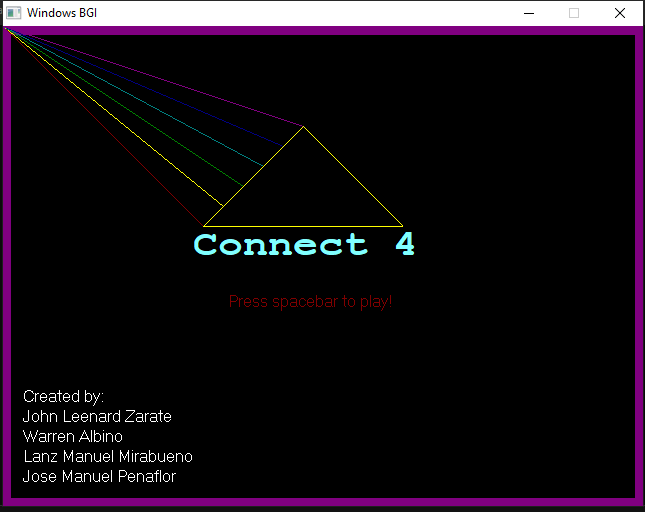 Windows BGI
Connect 4
Press spacebar to play!
Created by:
John Leenard Zarate
Warren Albino
Lanz Manuel Mirabueno
Jose Manuel Penaflor